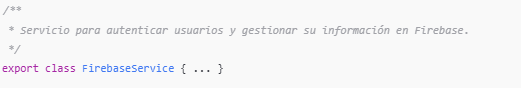 /**
 * Servicio para autenticar usuarios y gestionar su información en Firebase.
 */
export class FirebaseService { ... }